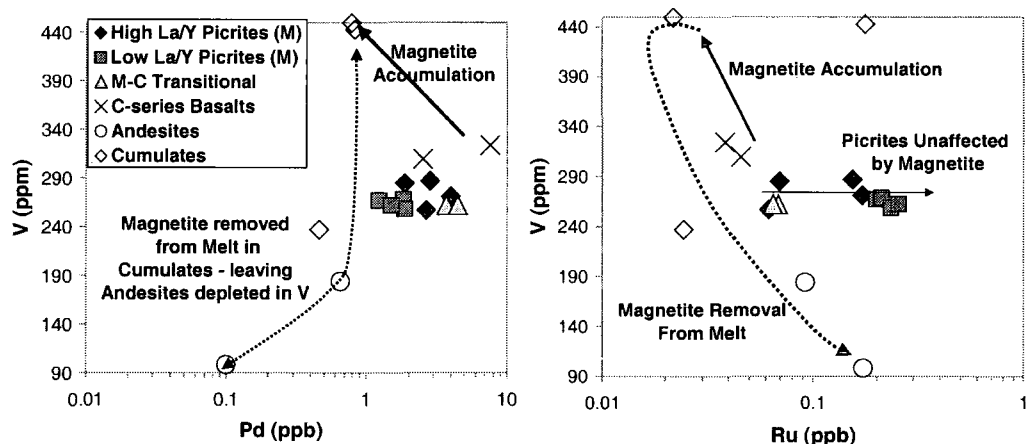 440
390
340
290
240
190
140
90
V (ppm)
High La/Y Picrites (M)
Low La/Y Picrites (M)
M-C Transitional
C-series Basalts
Andesites
Cumulates
Magnetite
Accumulation
Magnetite removed
from Melt in
Cumulates - leaving
Andesites depleted in V
0.01
0.1
1
10
Pd (ppb)
440
390
340
290
240
190
140
90
V (ppm)
Magnetite Accumulation
Picrites Unaffected
by Magnetite
Magnetite Removal
From Melt
0.01
0.1
1
Ru (ppb)